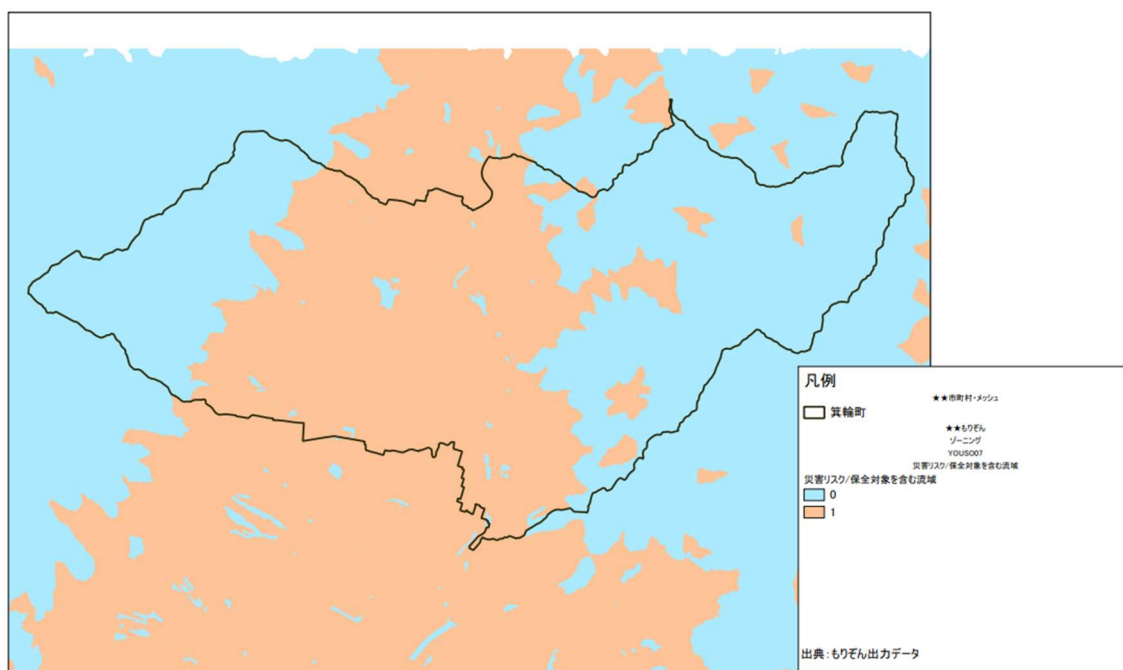 凡例
★★市町村・メッシュ
箕輪町
★★もりぞん
ゾーニング
YOUSO07
災害リスク/保全対象を含む流域
災害リスク/保全対象を含む流域
0
1
出典：もりぞん出力データ